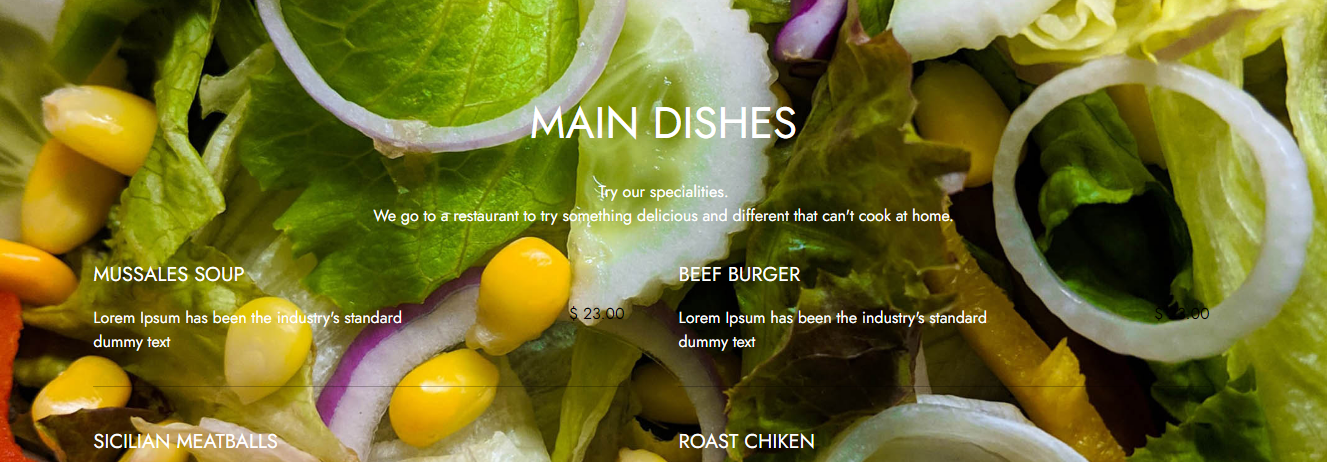 MAIN DISHES
Try our specialities.
We go to a restaurant to try something delicious and different that can't cook at home.
MUSSALES SOUP
Lorem Ipsum has been the industry's standard
dummy text
$ 23.00
BEEF BURGER
Lorem Ipsum has been the industry's standard
dummy text
SICILIAN MEATBALLS
ROAST CHIKEN